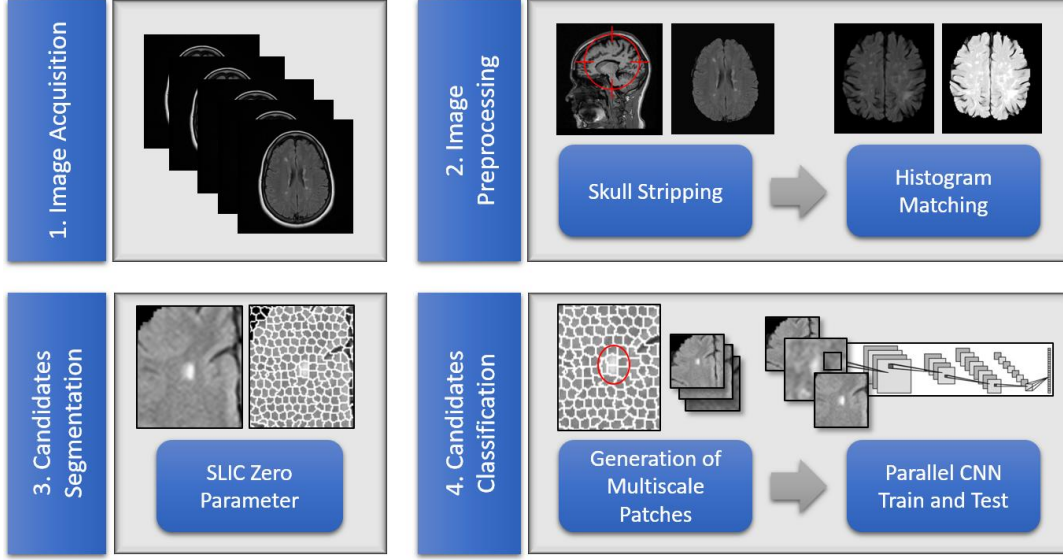 1. Image Acquisition
2. Image
Preprocessing
Skull Stripping
Histogram
Matching
3. Candidates
Segmentation
SLIC Zero
Parameter
4. Candidates
Classification
Generation of
Multiscale
Patches
Parallel CNN
Train and Test